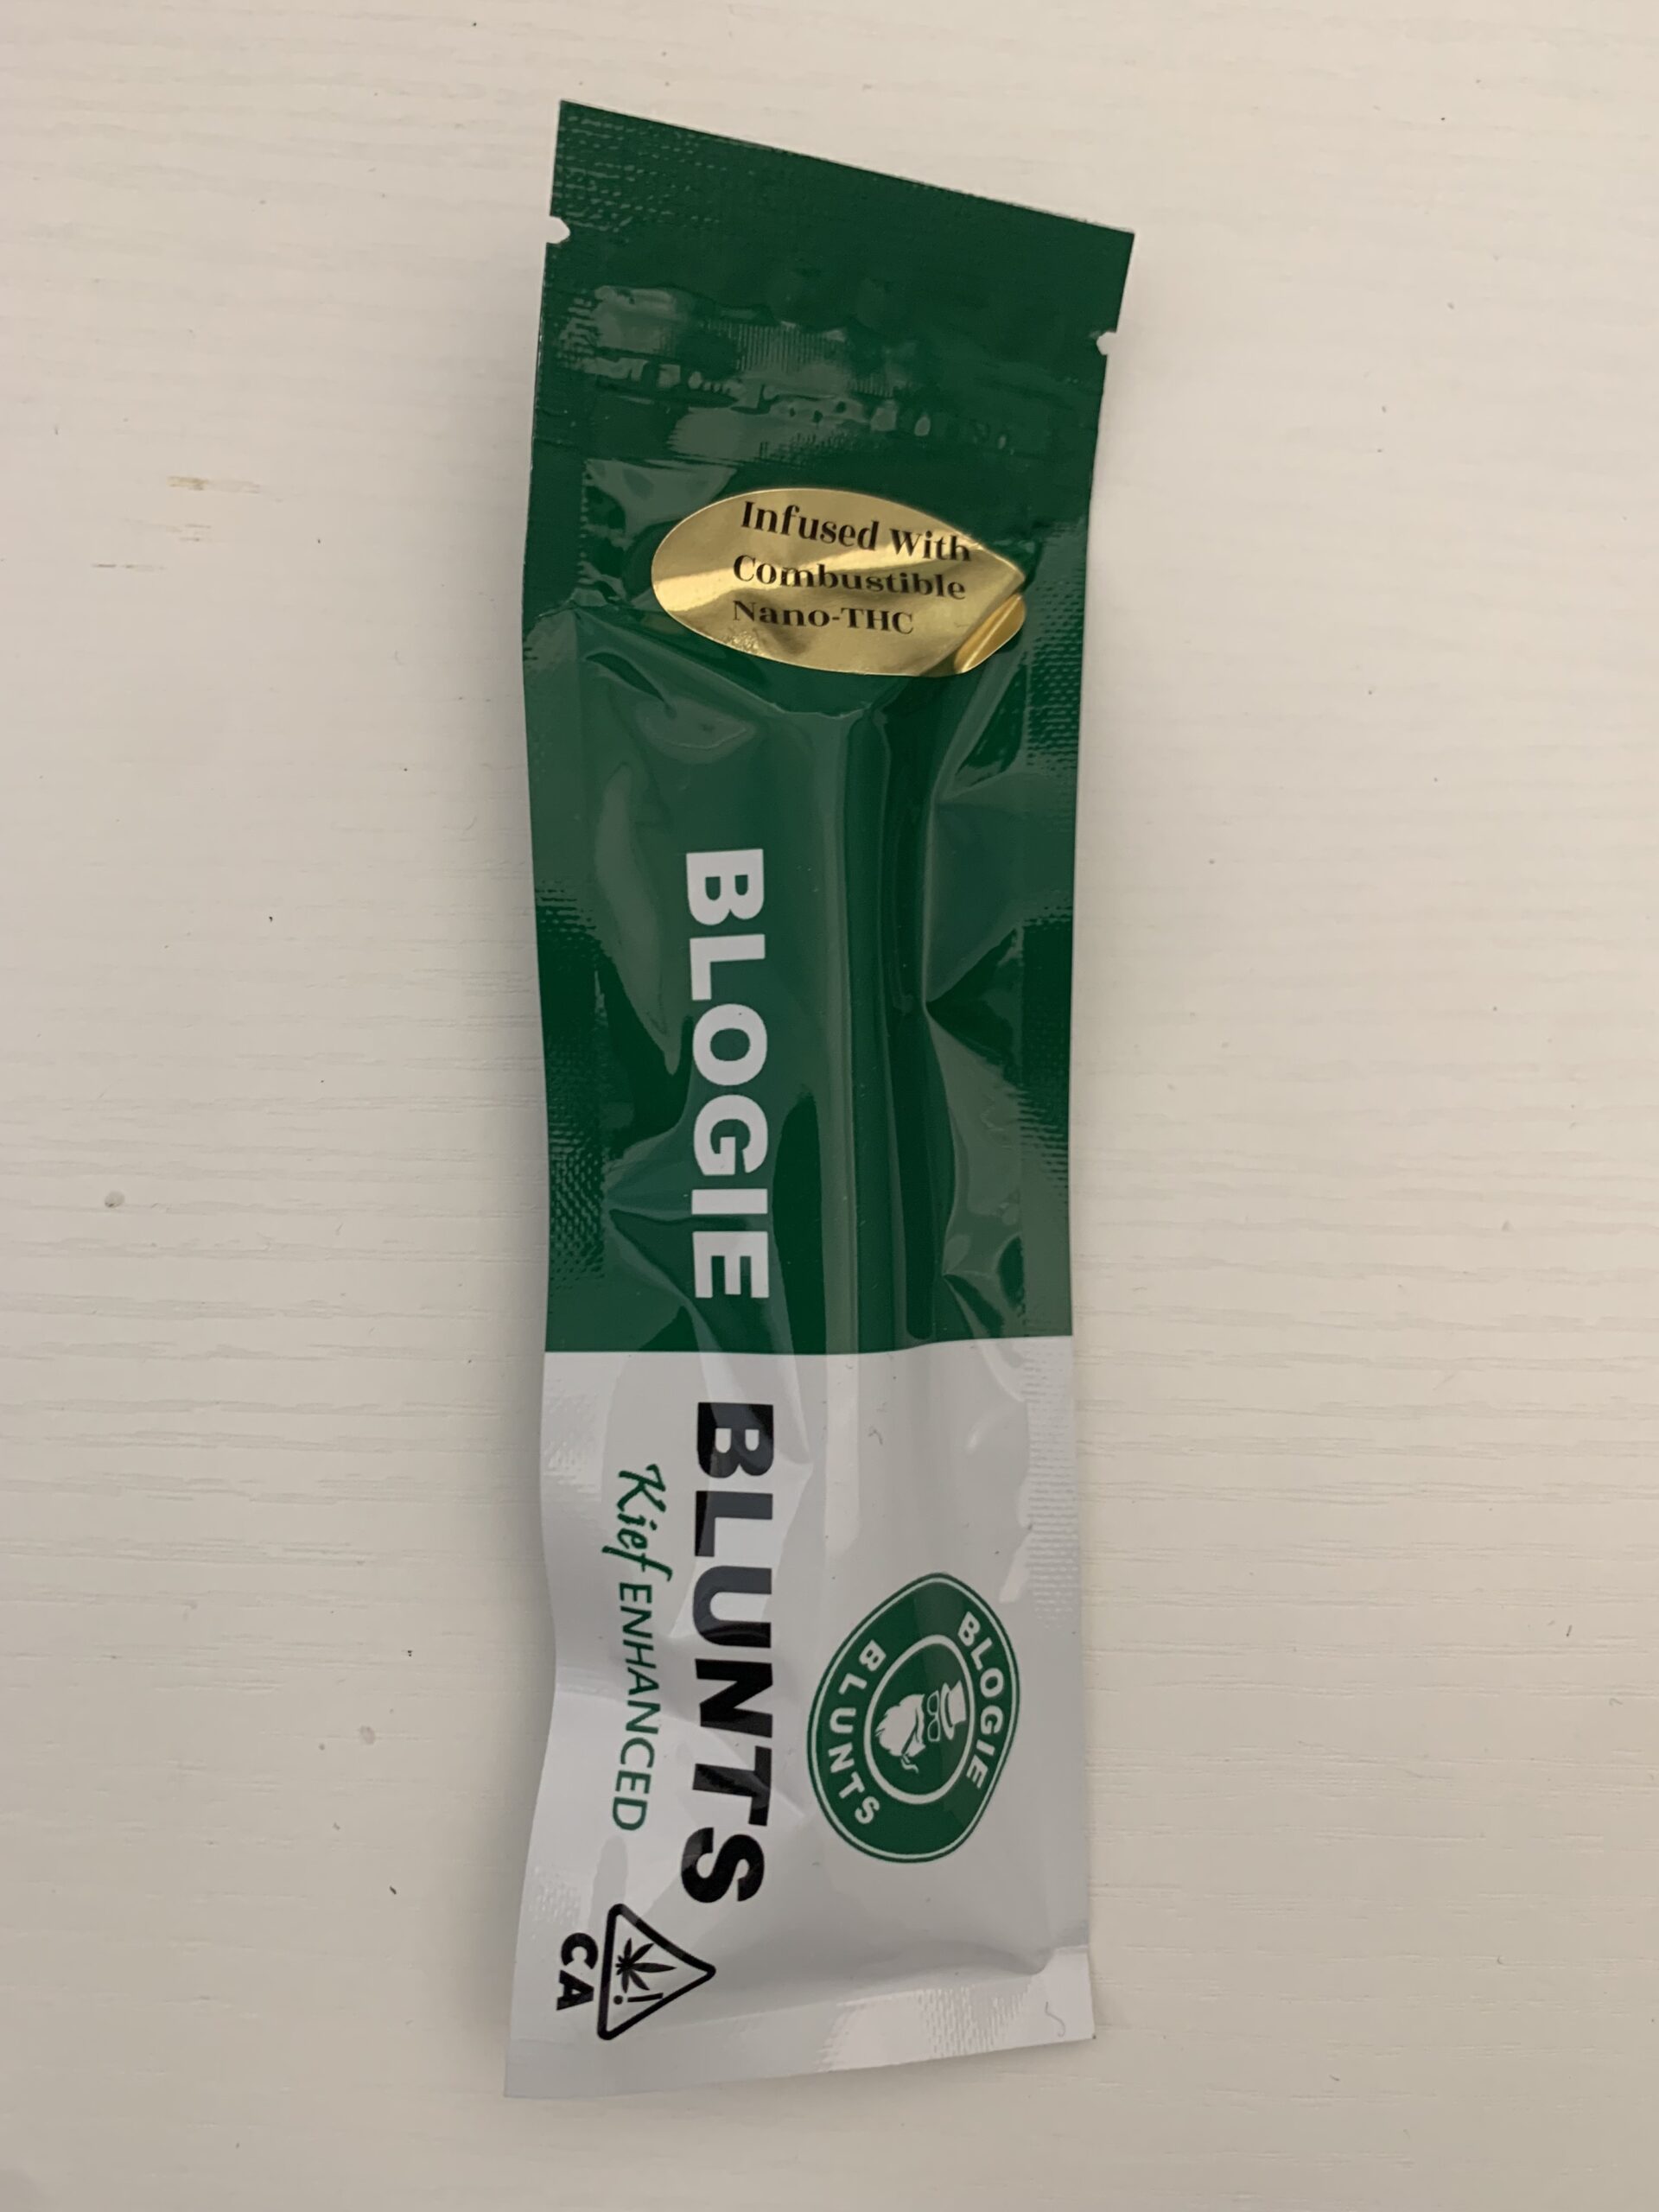 Infused With
Combustible
Nano-THC
BLOGIE BLUNTS
Kief ENHANCED
BLOGIE
BLUNTS
!
CA